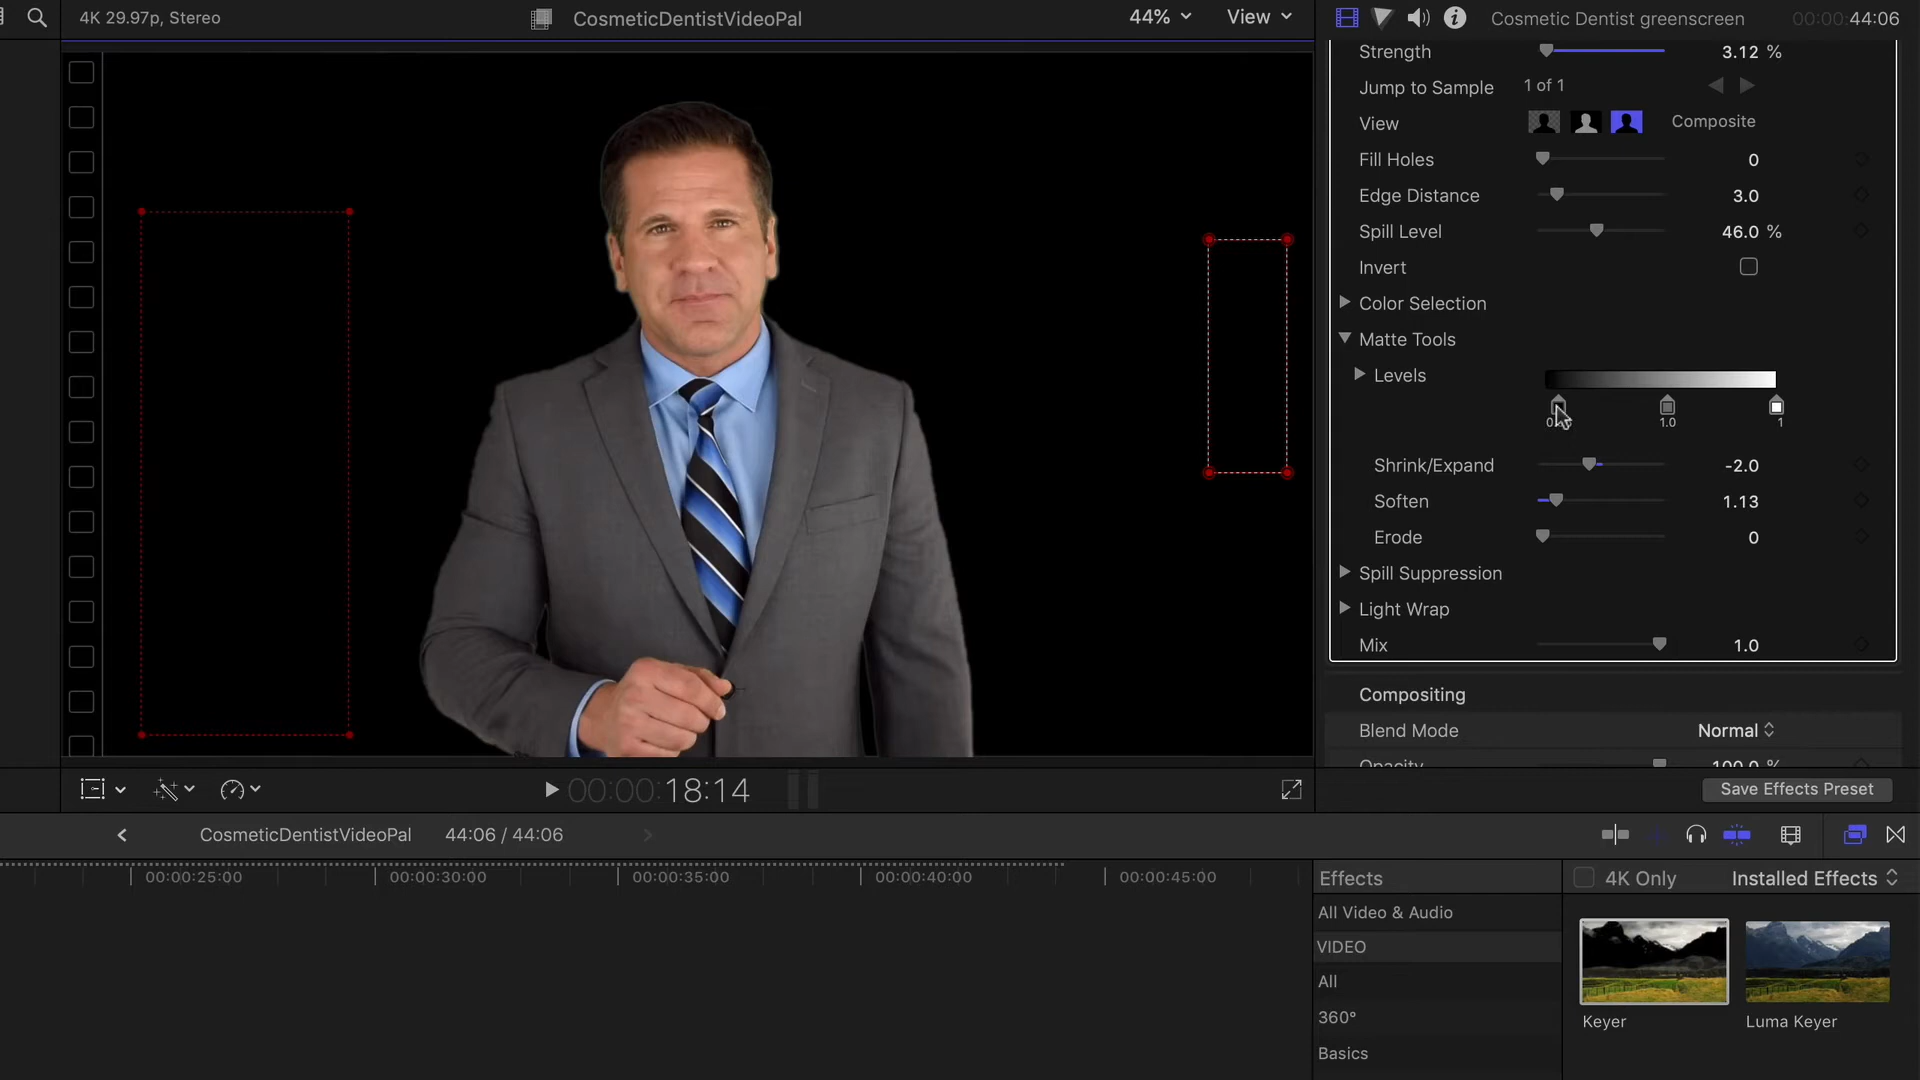 4K 29.97p, Stereo
CosmeticDentistVideoPal
44%
View
Cosmetic Dentist greenscreen
00:00:44:06
Strength
3.12 %
Jump to Sample
1 of 1
View
Composite
Fill Holes
0
Edge Distance
3.0
Spill Level
46.0 %
Invert
Color Selection
Matte Tools
Levels
1.0
1
Shrink/Expand
-2.0
Soften
1.13
Erode
0
Spill Suppression
Light Wrap
Mix
1.0
Compositing
Blend Mode
Normal
Opacity
100.0 %
00:00:18:14
Save Effects Preset
CosmeticDentistVideoPal
44:06 / 44:06
00:00:25:00
00:00:30:00
00:00:35:00
00:00:40:00
00:00:45:00
Effects
4K Only
Installed Effects
All Video & Audio
VIDEO
All
360°
Basics
Keyer
Luma Keyer